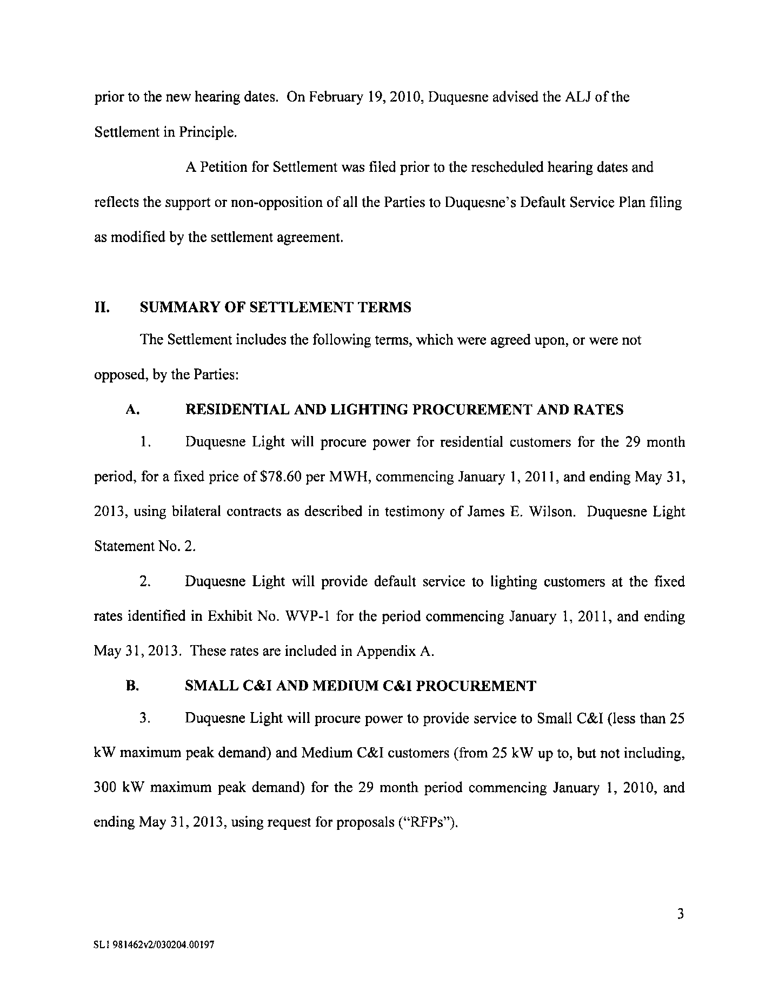 prior to the new hearing dates. On February 19, 2010, Duquesne advised the ALJ of the
Settlement in Principle.
A Petition for Settlement was filed prior to the rescheduled hearing dates and
reflects the support or non-opposition of all the Parties to Duquesne's Default Service Plan filing
as modified by the settlement agreement.
II. SUMMARY OF SETTLEMENT TERMS
The Settlement includes the following terms, which were agreed upon, or were not
opposed, by the Parties:
A. RESIDENTIAL AND LIGHTING PROCUREMENT AND RATES
1. Duquesne Light will procure power for residential customers for the 29 month
period, for a fixed price of $78.60 per MWH, commencing January 1, 2011, and ending May 31,
2013, using bilateral contracts as described in testimony of James E. Wilson. Duquesne Light
Statement No. 2.
2. Duquesne Light will provide default service to lighting customers at the fixed
rates identified in Exhibit No. WVP-1 for the period commencing January 1, 2011, and ending
May 31, 2013. These rates are included in Appendix A.
B. SMALL C&I AND MEDIUM C&I PROCUREMENT
3. Duquesne Light will procure power to provide service to Small C&I (less than 25
kW maximum peak demand) and Medium C&I customers (from 25 kW up to, but not including,
300 kW maximum peak demand) for the 29 month period commencing January 1, 2010, and
ending May 31, 2013, using request for proposals ("RFPs").
3
SL1 981462v2/030204.00197